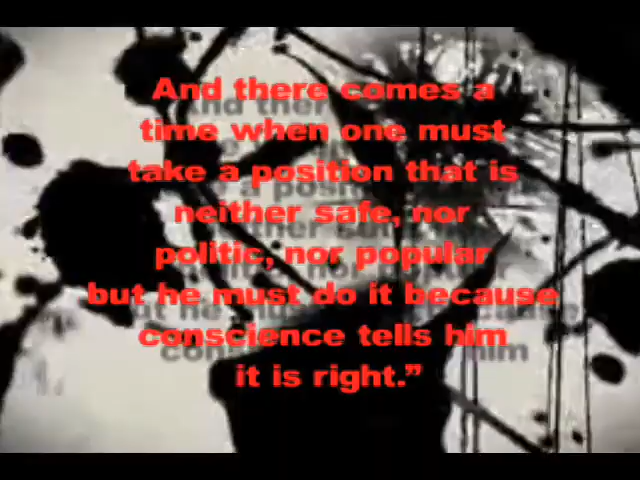 And there comes a
time when one must
take a position that is
neither safe, nor
politic, nor popular
but he must do it because
conscience tells him
it is right.”